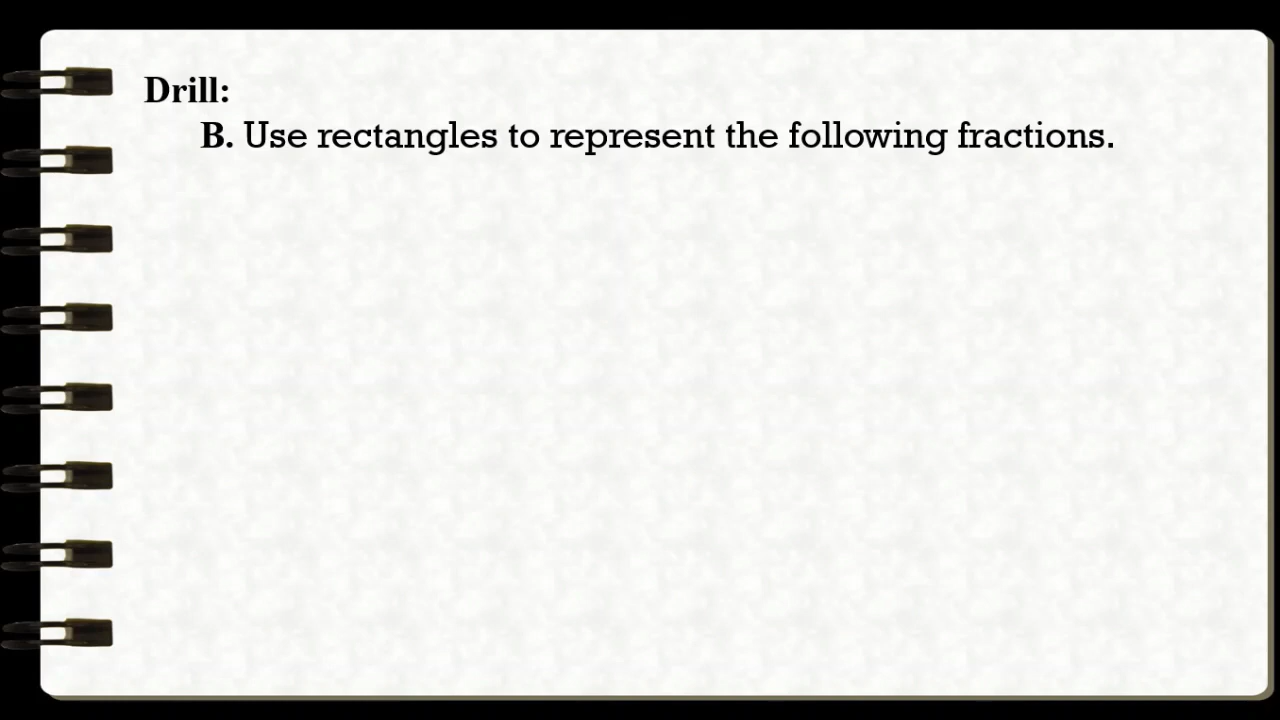 Drill:
B. Use rectangles to represent the following fractions.